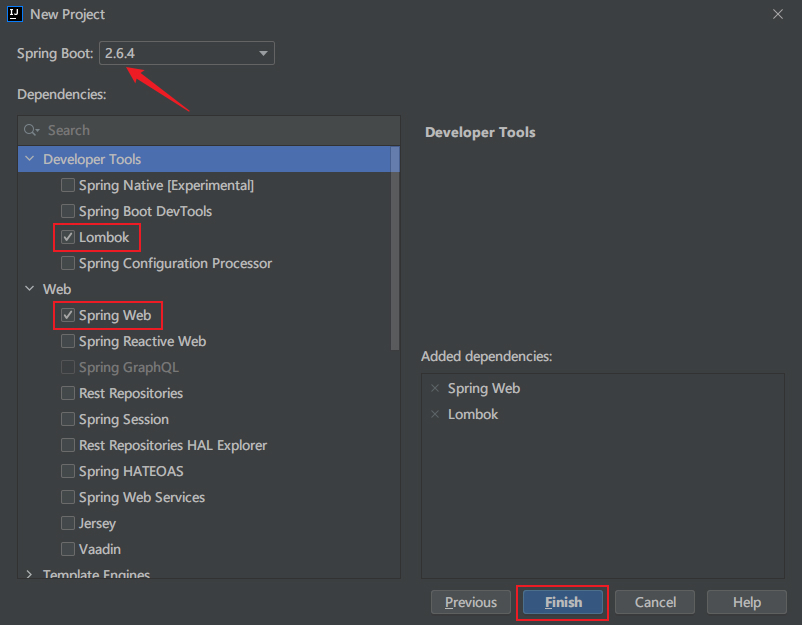 New Project
Spring Boot: 2.6.4
Dependencies:
Search
Developer Tools
Spring Native [Experimental]
Spring Boot DevTools
Lombok
Spring Configuration Processor
Web
Spring Web
Spring Reactive Web
Spring GraphQL
Rest Repositories
Spring Session
Rest Repositories HAL Explorer
Spring HATEOAS
Spring Web Services
Jersey
Vaadin
Template Engines
Developer Tools
Added dependencies:
Spring Web
Lombok
Previous Finish Cancel Help